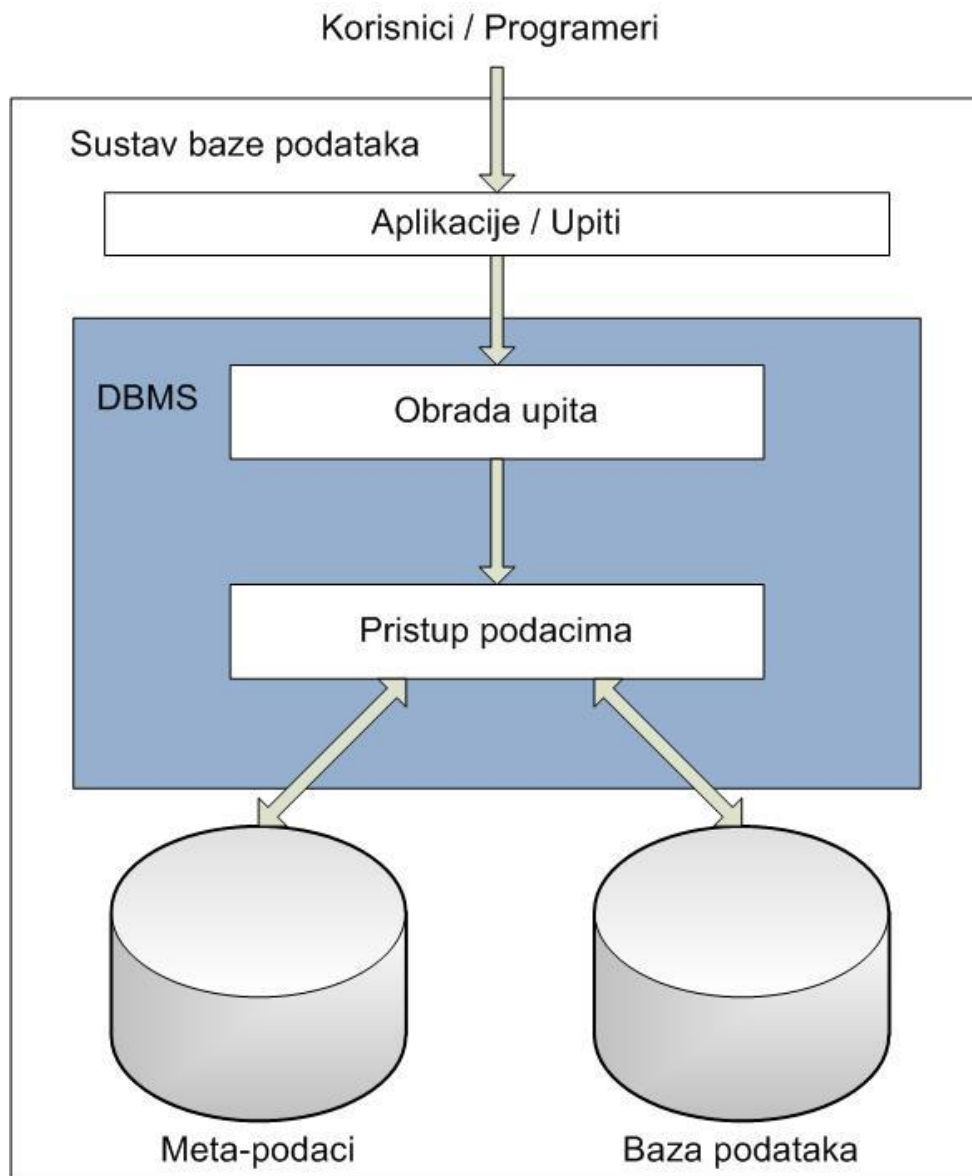 Korisnici / Programeri
Sustav baze podataka
Aplikacije / Upiti
DBMS
Obrada upita
Pristup podacima
Meta-podaci
Baza podataka